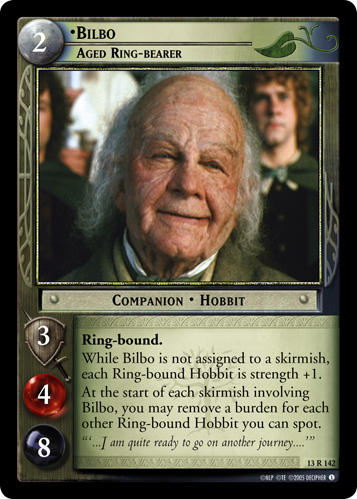 2
•Bilbo
Aged Ring-bearer
Companion • Hobbit
3
4
8
Ring-bound.
While Bilbo is not assigned to a skirmish,
each Ring-bound Hobbit is strength +1.
At the start of each skirmish involving
Bilbo, you may remove a burden for each
other Ring-bound Hobbit you can spot.
“‘...I am quite ready to go on another journey....’”
13 R 142
©NLP ©TE ©2005 DECIPHER